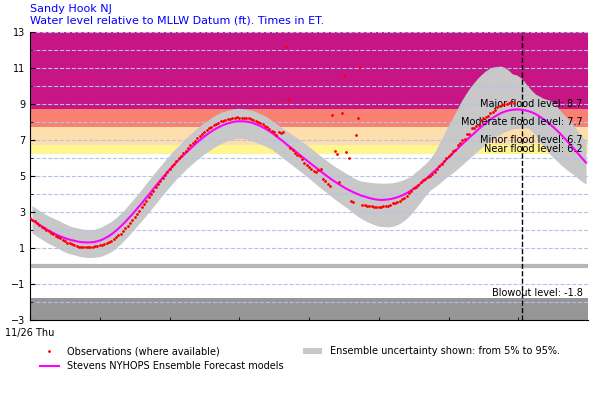 Sandy Hook NJ
Water level relative to MLLW Datum (ft). Times in ET.
13
11
9
7
5
3
1
−1
−3
Major flood level: 8.7
Moderate flood level: 7.7
Minor flood level: 6.7
Near flood level: 6.2
Blowout level: -1.8
11/26 Thu
Observations (where available)
Stevens NYHOPS Ensemble Forecast models
Ensemble uncertainty shown: from 5% to 95%.